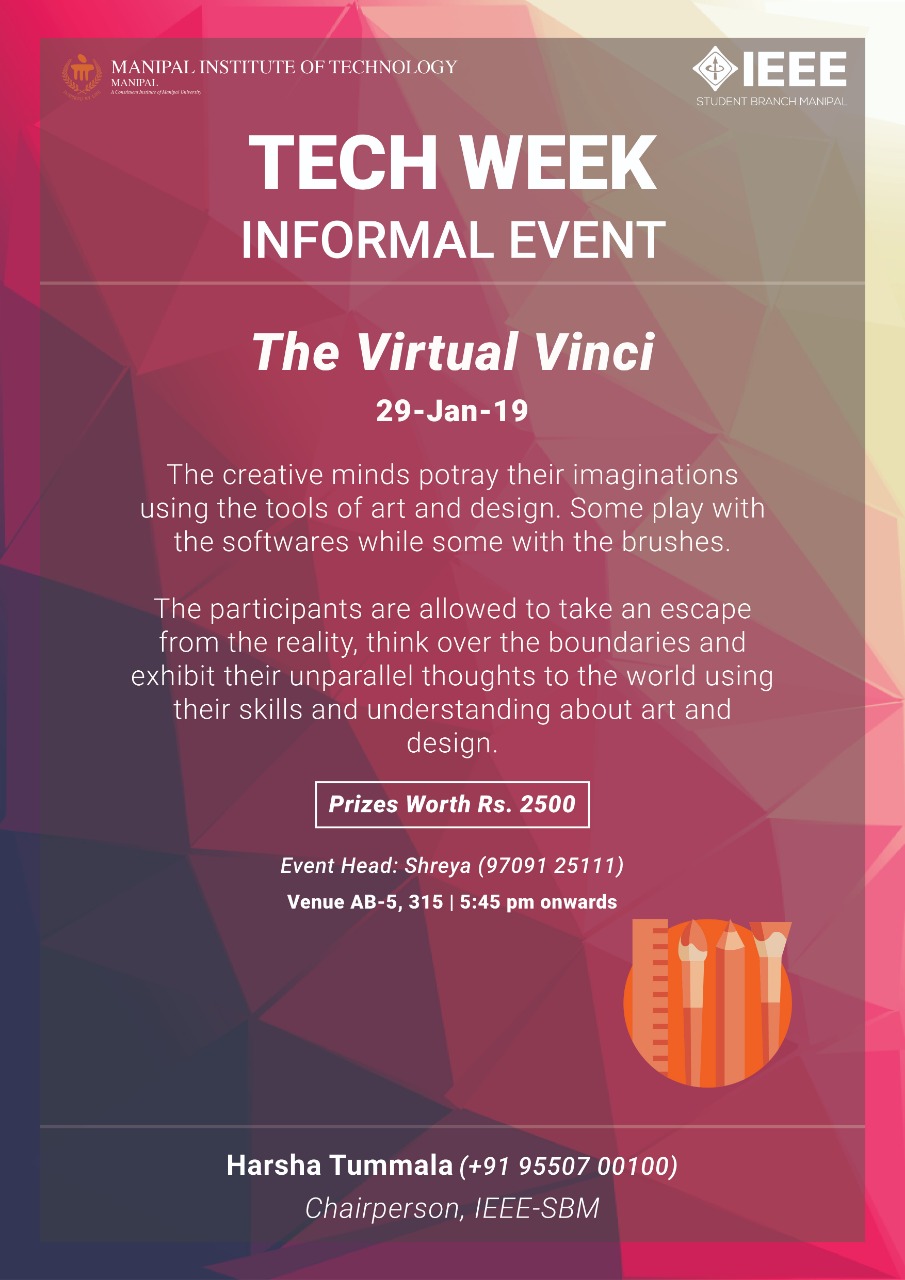 MANIPAL INSTITUTE OF TECHNOLOGY
MANIPAL
A Constituent Institute of Manipal University
IEEE
STUDENT BRANCH MANIPAL
TECH WEEK
INFORMAL EVENT
The Virtual Vinci
29-Jan-19
The creative minds potray their imaginations
using the tools of art and design. Some play with
the softwares while some with the brushes.
The participants are allowed to take an escape
from the reality, think over the boundaries and
exhibit their unparallel thoughts to the world using
their skills and understanding about art and
design.
Prizes Worth Rs. 2500
Event Head: Shreya (97091 25111)
Venue AB-5, 315 | 5:45 pm onwards
Harsha Tummala (+91 95507 00100)
Chairperson, IEEE-SBM